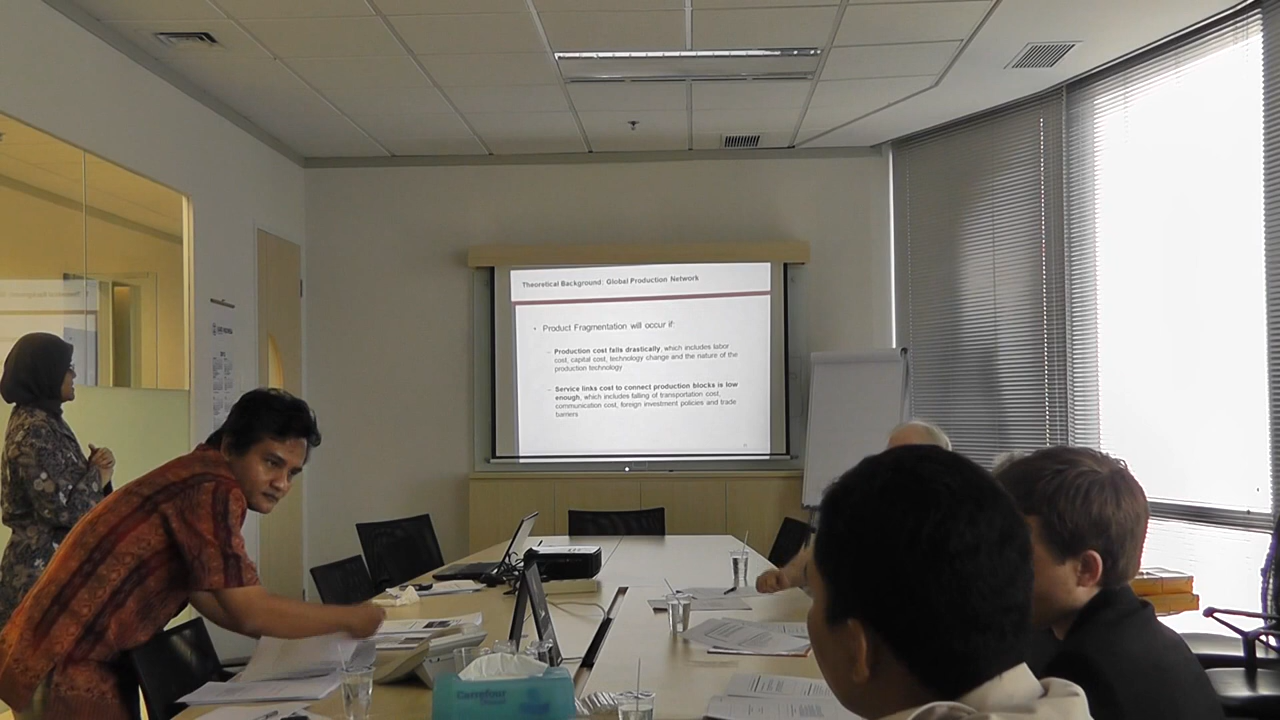 Theoretical Background: Global Production Network
• Product Fragmentation will occur if:
– Production cost falls drastically, which includes labor
cost, capital cost, technology change and the nature of the
production technology
– Service links cost to connect production blocks is low
enough, which includes falling of transportation cost,
communication cost, foreign investment policies and trade
barriers
Carrefour